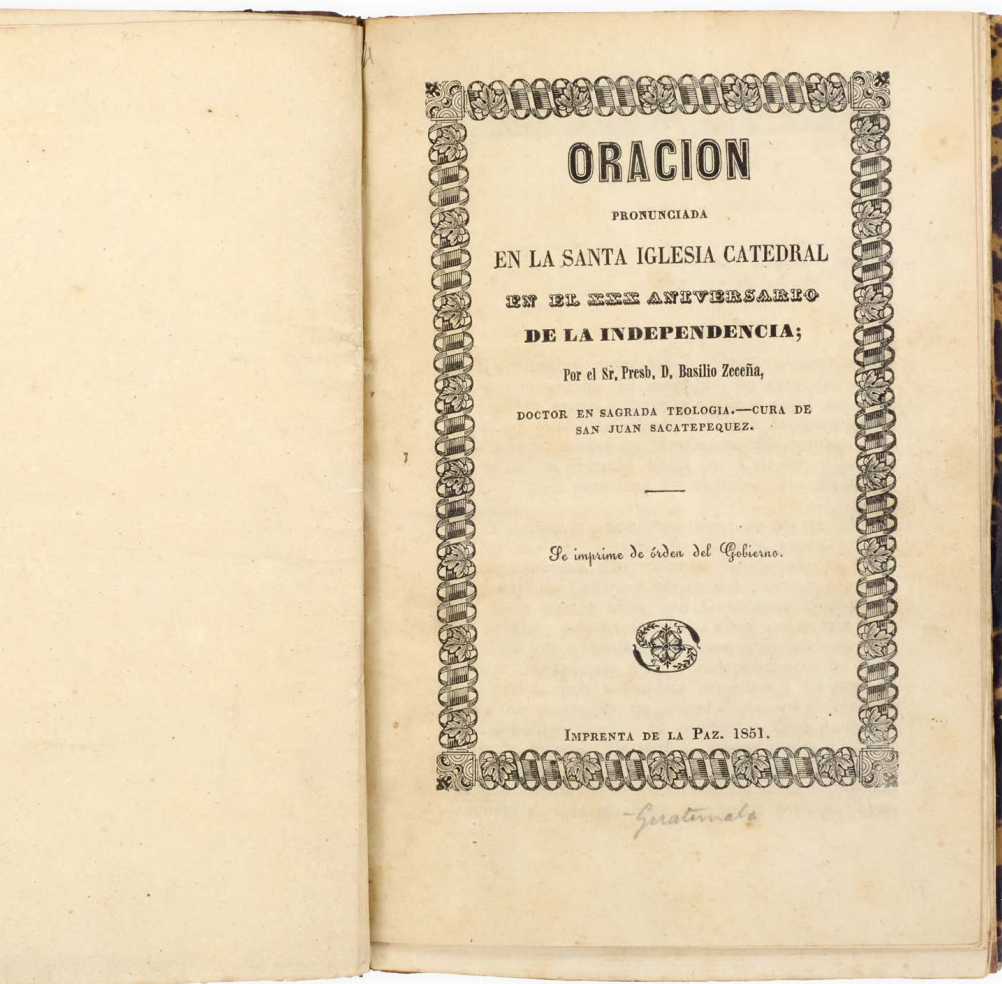 ORACION
PRONUNCIADA
EN LA SANTA IGLESIA CATEDRAL
EN EL XXX ANIVERSARIO
DE LA INDEPENDENCIA;
Por el Sr. Presb. D. Basilio Zeceña,
DOCTOR EN SAGRADA TEOLOGIA.—CURA DE
SAN JUAN SACATEPEQUEZ.
Se imprime de órden del Gobierno.
IMPRENTA DE LA PAZ. 1851.
-Guatemala